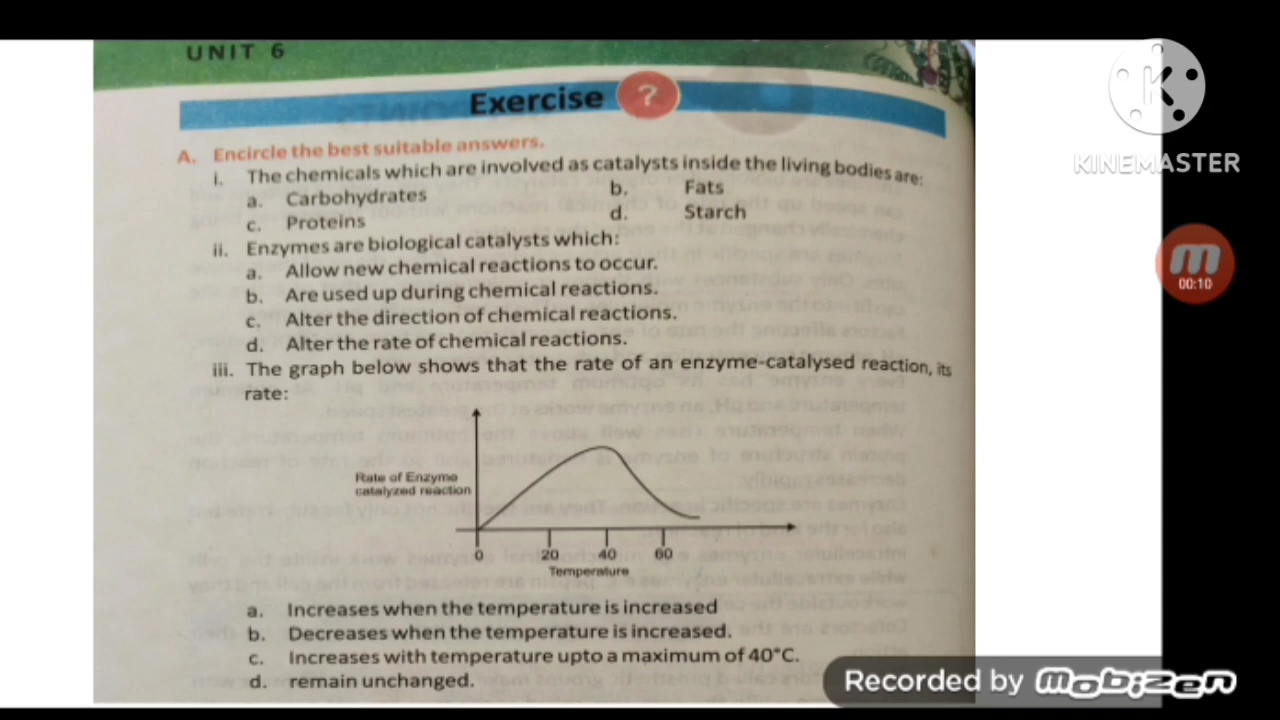 UNIT 6
Exercise ?
A. Encircle the best suitable answers.
i. The chemicals which are involved as catalysts inside the living bodies are:
a. Carbohydrates b. Fats
c. Proteins d. Starch
ii. Enzymes are biological catalysts which:
a. Allow new chemical reactions to occur.
b. Are used up during chemical reactions.
c. Alter the direction of chemical reactions.
d. Alter the rate of chemical reactions.
iii. The graph below shows that the rate of an enzyme-catalysed reaction, its
rate:
Rate of Enzyme
catalyzed reaction
0 20 40 60
Temperature
a. Increases when the temperature is increased
b. Decreases when the temperature is increased.
c. Increases with temperature upto a maximum of 40°C.
d. remain unchanged.
K
KINEMASTER
m
00:10
Recorded by mobizen